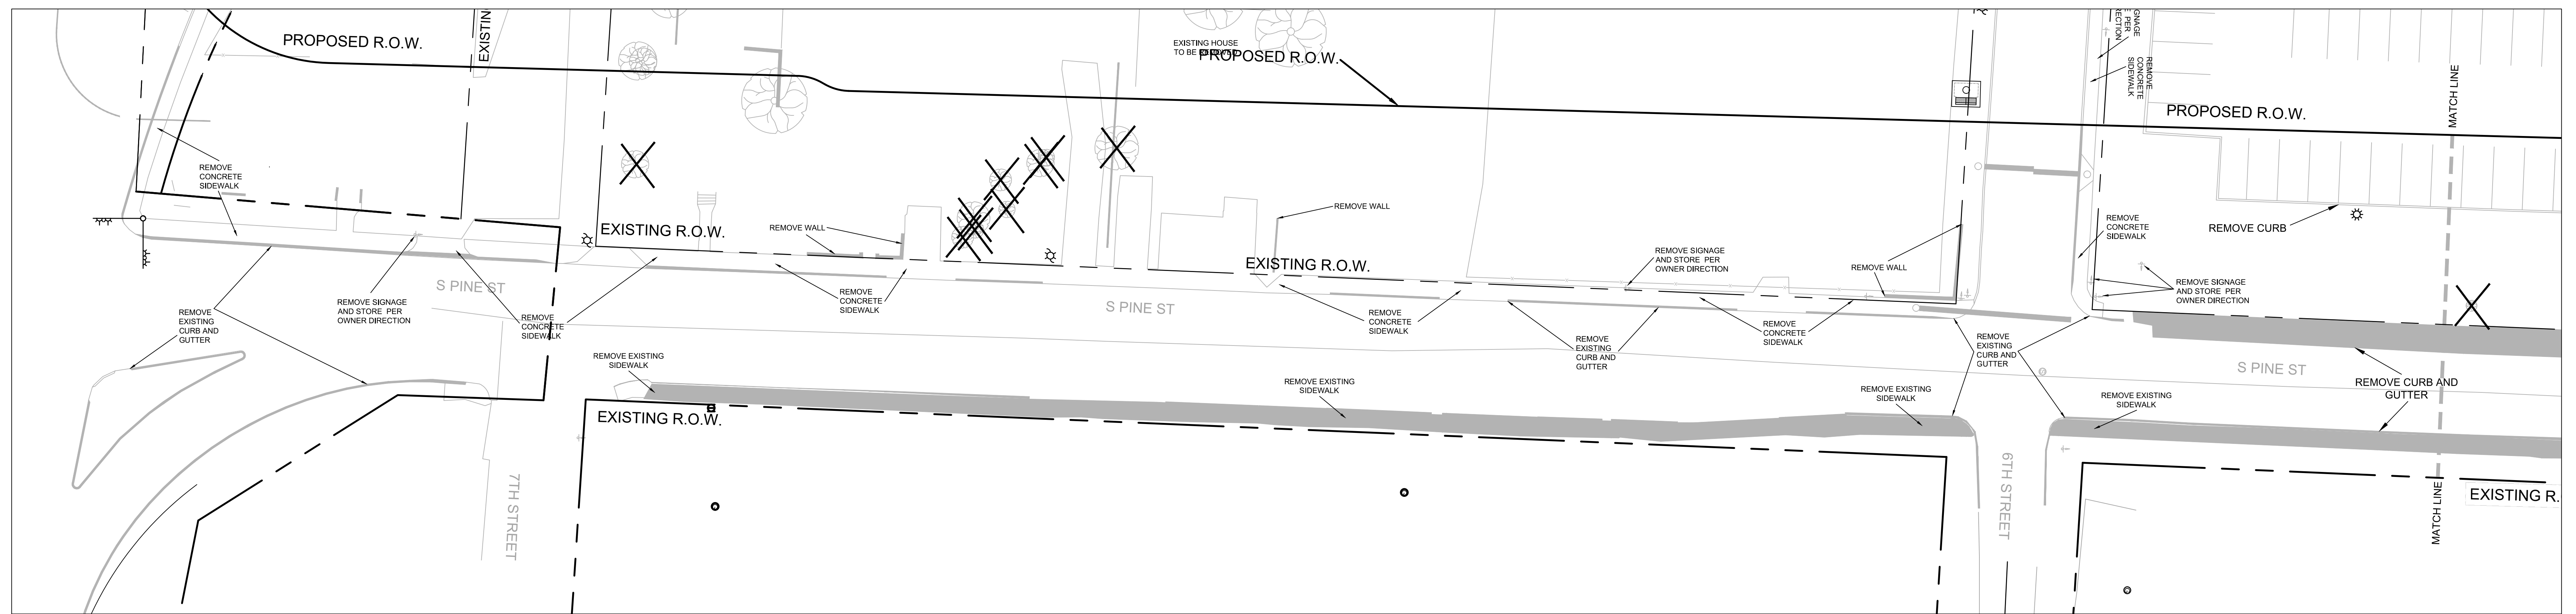 PROPOSED R.O.W.
EXISTIN
EXISTING HOUSE
TO BE REMOVED
PROPOSED R.O.W.
GNAGE
E PER
RECTION
REMOVE
CONCRETE
SIDEWALK
MATCH LINE
PROPOSED R.O.W.
REMOVE
CONCRETE
SIDEWALK
EXISTING R.O.W.
REMOVE WALL
REMOVE WALL
EXISTING R.O.W.
REMOVE SIGNAGE
AND STORE PER
OWNER DIRECTION
REMOVE WALL
REMOVE
CONCRETE
SIDEWALK
REMOVE CURB
REMOVE SIGNAGE
AND STORE PER
OWNER DIRECTION
S PINE ST
REMOVE
EXISTING
CURB AND
GUTTER
REMOVE SIGNAGE
AND STORE PER
OWNER DIRECTION
REMOVE
CONCRETE
SIDEWALK
REMOVE
CONCRETE
SIDEWALK
S PINE ST
REMOVE
CONCRETE
SIDEWALK
REMOVE
EXISTING
CURB AND
GUTTER
REMOVE
CONCRETE
SIDEWALK
REMOVE
EXISTING
CURB AND
GUTTER
S PINE ST
REMOVE EXISTING
SIDEWALK
REMOVE EXISTING
SIDEWALK
REMOVE EXISTING
SIDEWALK
REMOVE EXISTING
SIDEWALK
REMOVE CURB AND
GUTTER
EXISTING R.O.W.
7TH STREET
6TH STREET
MATCH LINE
EXISTING R.